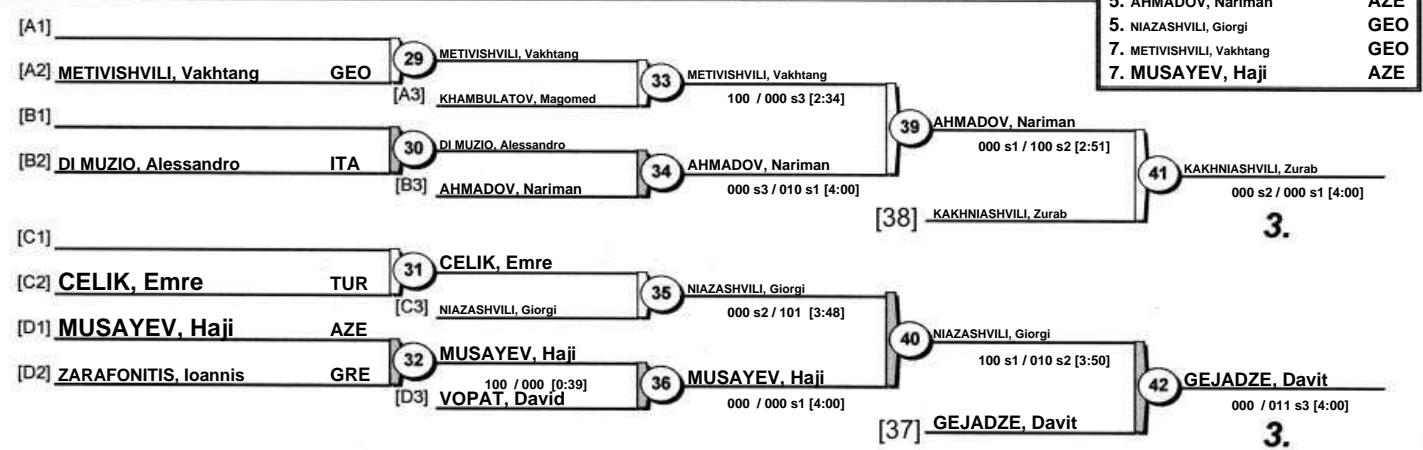 5. AHMADOV, Nariman AZE
5. NIAZASHVILI, Giorgi GEO
7. METIVISHVILI, Vakhtang GEO
7. MUSAYEV, Haji AZE
[A1]
[A2] METIVISHVILI, Vakhtang GEO
29
METIVISHVILI, Vakhtang
[A3] KHAMBULATOV, Magomed
33
METIVISHVILI, Vakhtang
100 / 000 s3 [2:34]
[B1]
[B2] DI MUZIO, Alessandro ITA
30
DI MUZIO, Alessandro
[B3] AHMADOV, Nariman
34
AHMADOV, Nariman
000 s3 / 010 s1 [4:00]
39
AHMADOV, Nariman
000 s1 / 100 s2 [2:51]
[38] KAKHNIASHVILI, Zurab
41
KAKHNIASHVILI, Zurab
000 s2 / 000 s1 [4:00]
3.
[C1]
[C2] CELIK, Emre TUR
31
CELIK, Emre
[C3] NIAZASHVILI, Giorgi
35
NIAZASHVILI, Giorgi
000 s2 / 101 [3:48]
[D1] MUSAYEV, Haji AZE
[D2] ZARAFONITIS, Ioannis GRE
32
MUSAYEV, Haji
100 / 000 [0:39]
[D3] VOPAT, David
36
MUSAYEV, Haji
000 / 000 s1 [4:00]
40
NIAZASHVILI, Giorgi
100 s1 / 010 s2 [3:50]
[37] GEJADZE, Davit
42
GEJADZE, Davit
000 / 011 s3 [4:00]
3.